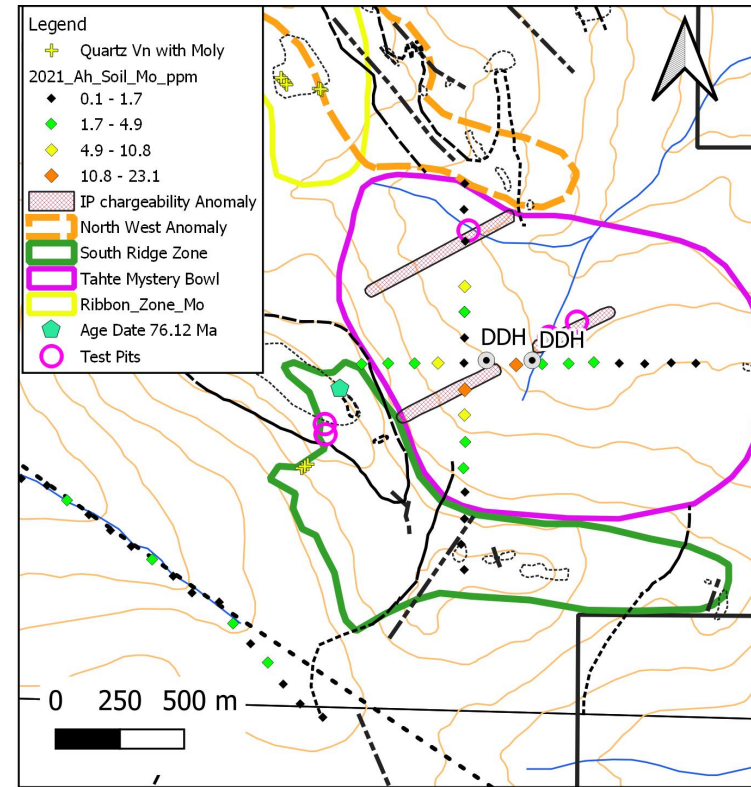 Legend
Quartz Vn with Moly
2021_Ah_Soil_Mo_ppm
0.1 - 1.7
1.7 - 4.9
4.9 - 10.8
10.8 - 23.1
IP chargeability Anomaly
North West Anomaly
South Ridge Zone
Tahte Mystery Bowl
Ribbon_Zone_Mo
Age Date 76.12 Ma
Test Pits
DDH DDH
0 250 500 m